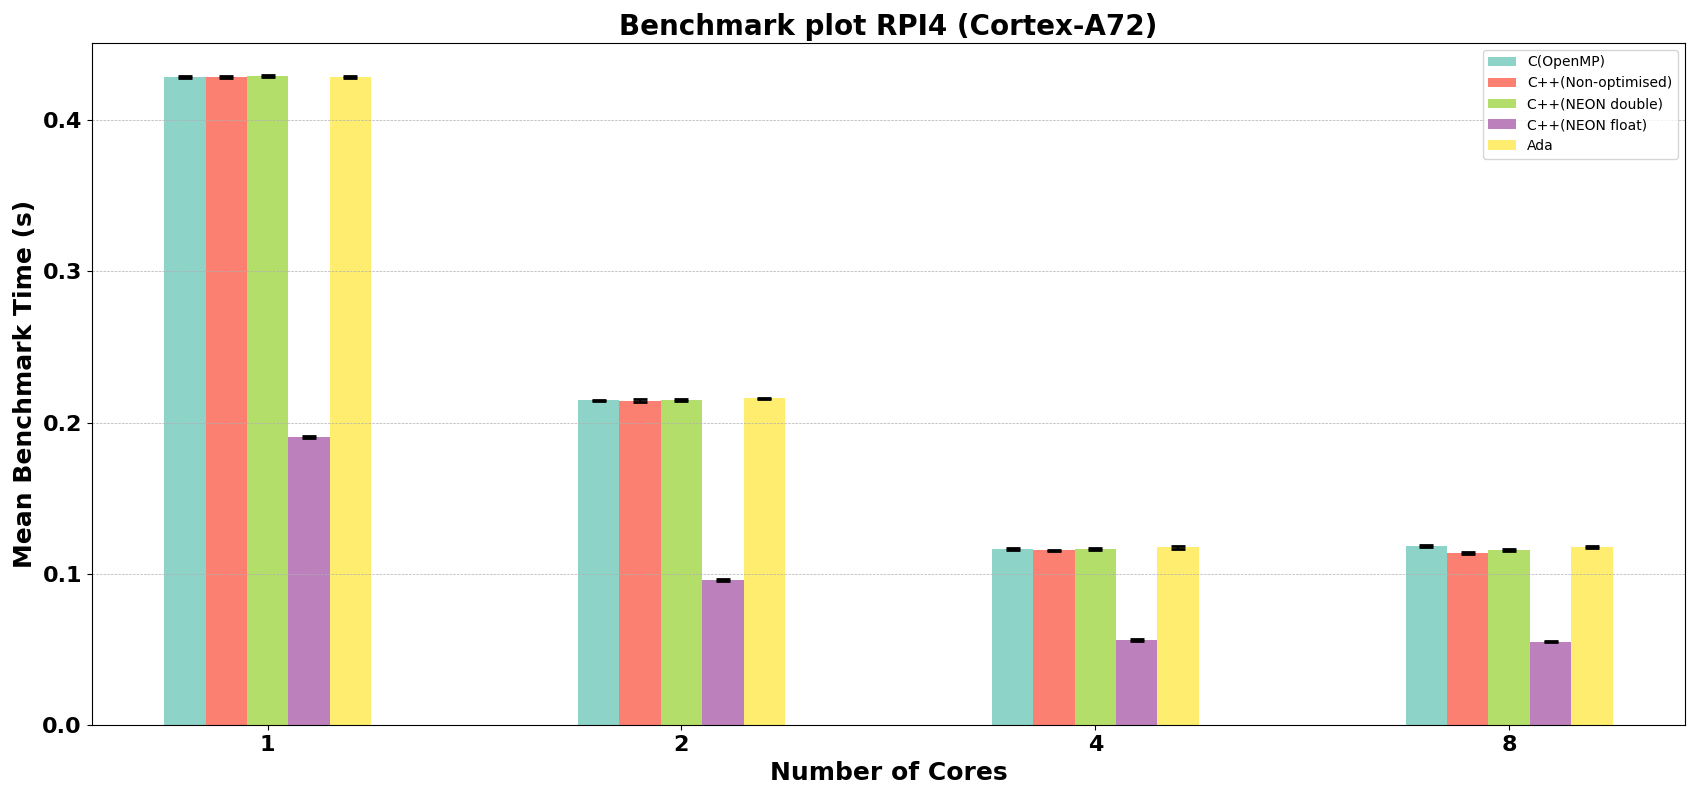 Benchmark plot RPI4 (Cortex-A72)
C(OpenMP)
C++(Non-optimised)
C++(NEON double)
C++(NEON float)
Ada
Mean Benchmark Time (s)
0.4
0.3
0.2
0.1
0.0
1 2 4 8
Number of Cores